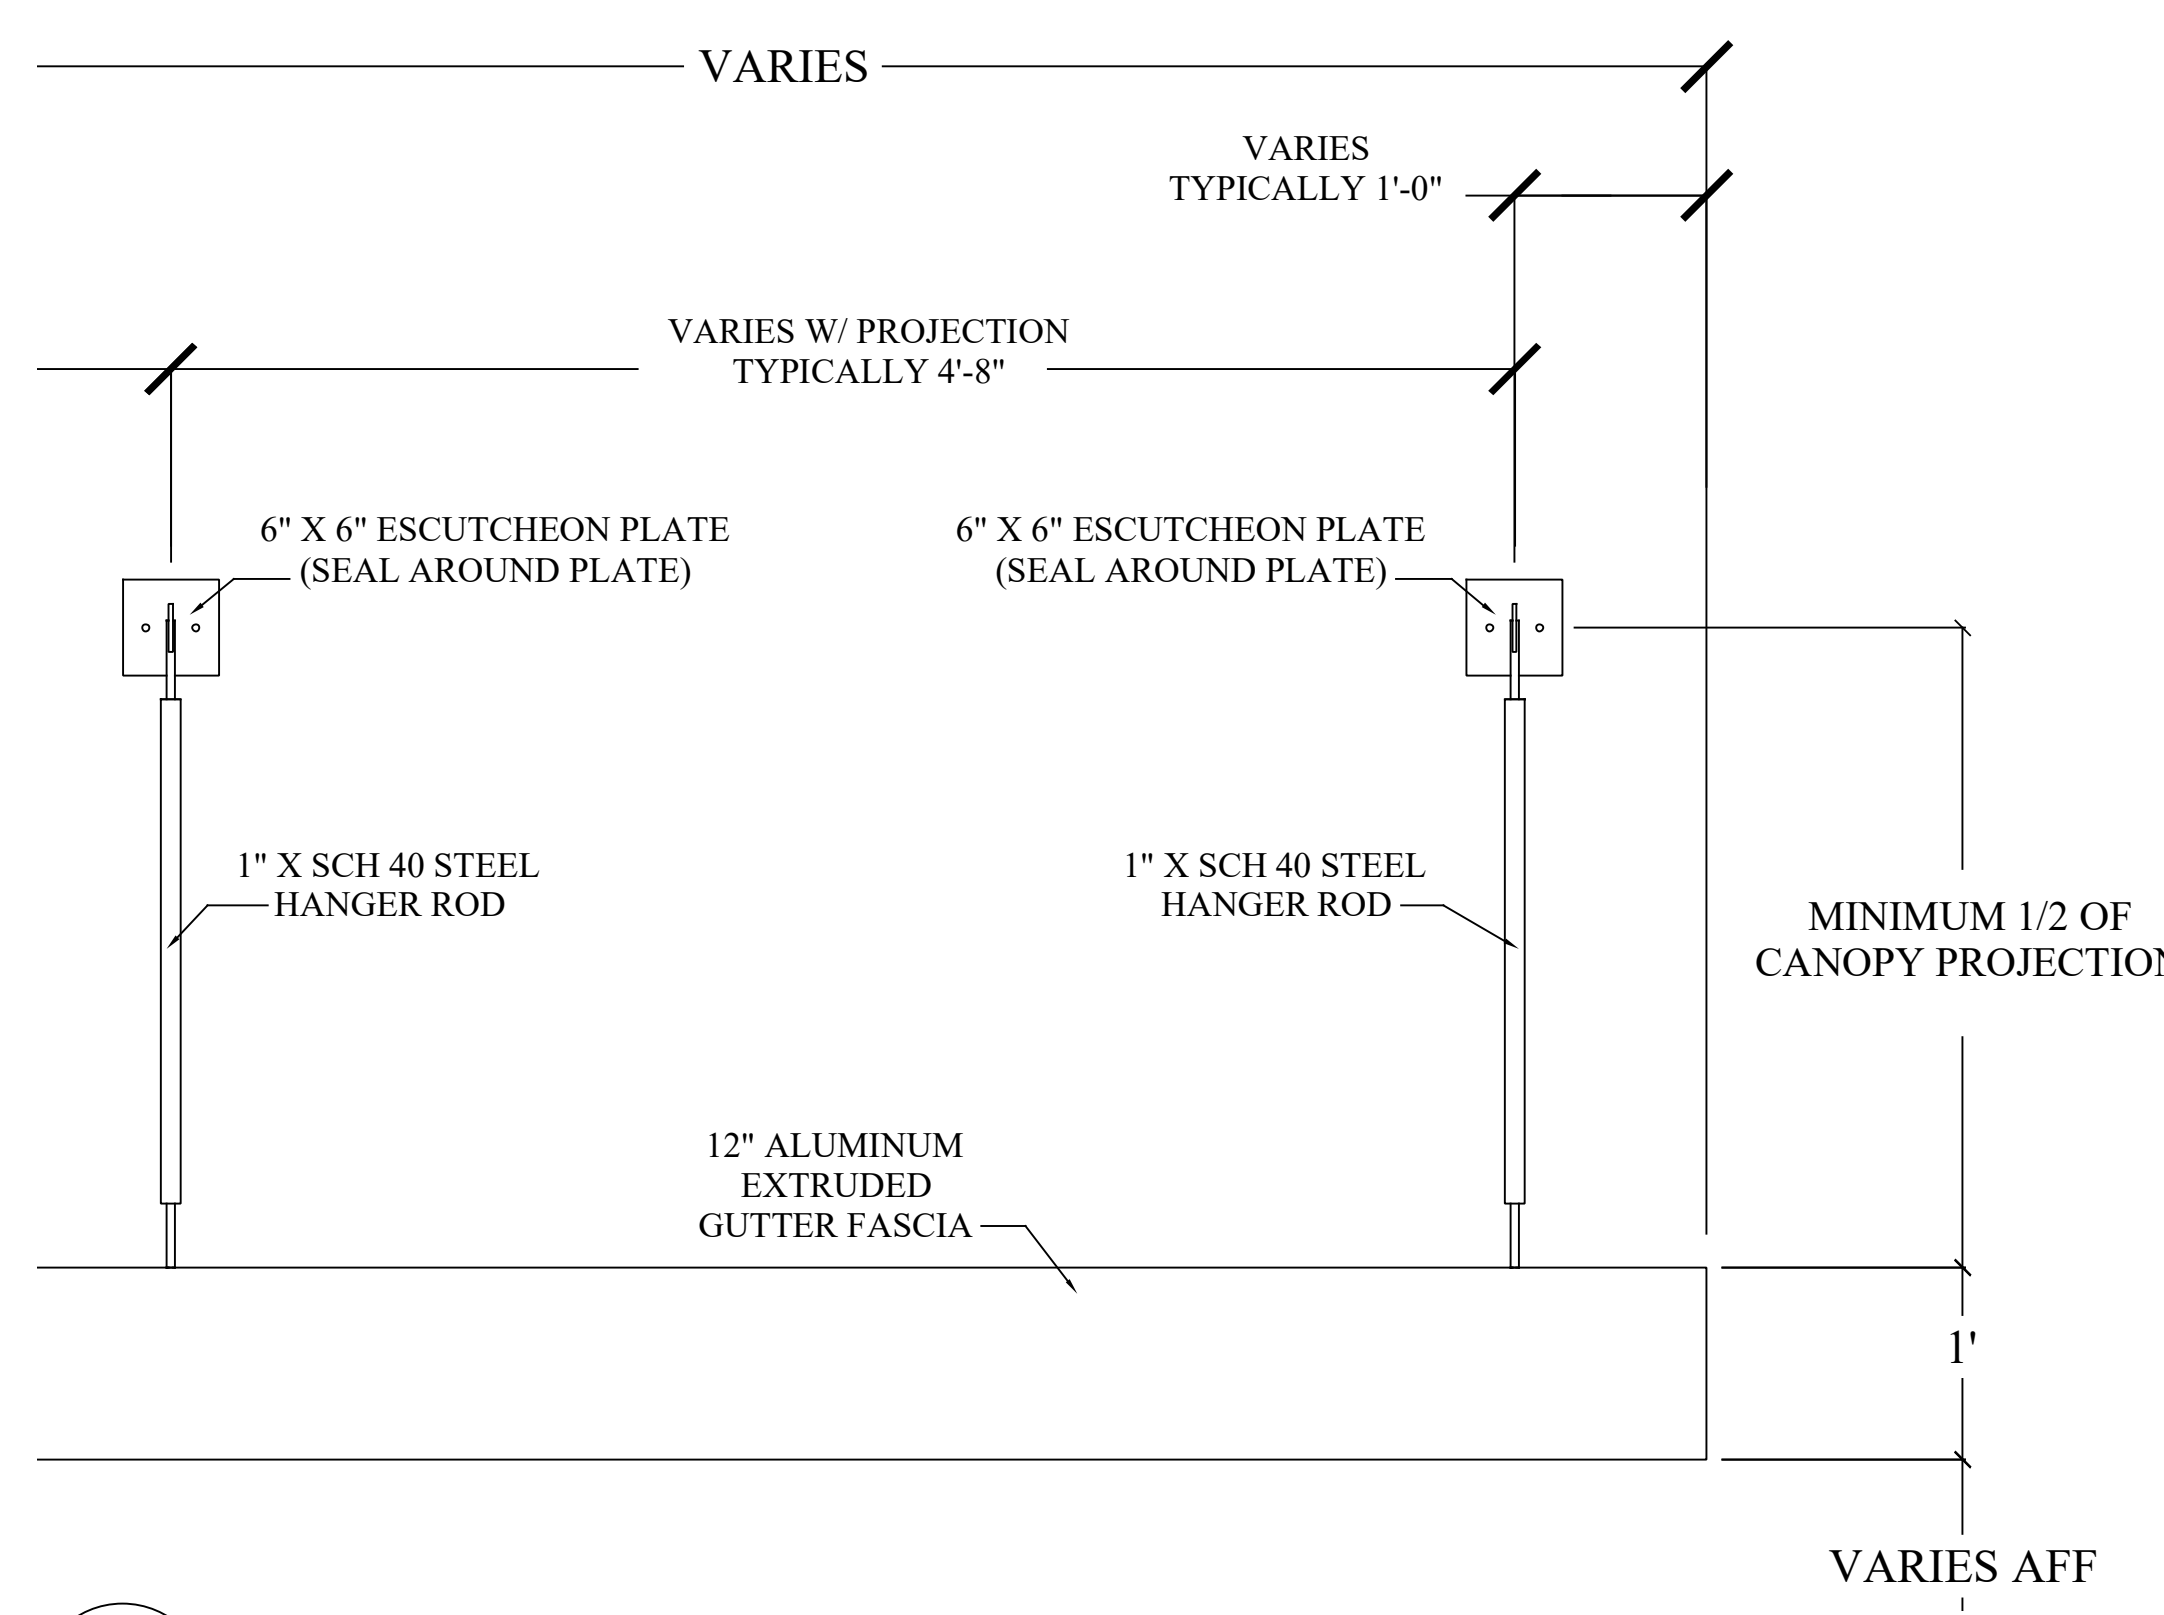 VARIES
VARIES
TYPICALLY 1'-0"
VARIES W/ PROJECTION
TYPICALLY 4'-8"
6" X 6" ESCUTCHEON PLATE
(SEAL AROUND PLATE)
6" X 6" ESCUTCHEON PLATE
(SEAL AROUND PLATE)
1" X SCH 40 STEEL
HANGER ROD
1" X SCH 40 STEEL
HANGER ROD
MINIMUM 1/2 OF
CANOPY PROJECTION
12" ALUMINUM
EXTRUDED
GUTTER FASCIA
1'
VARIES AFF